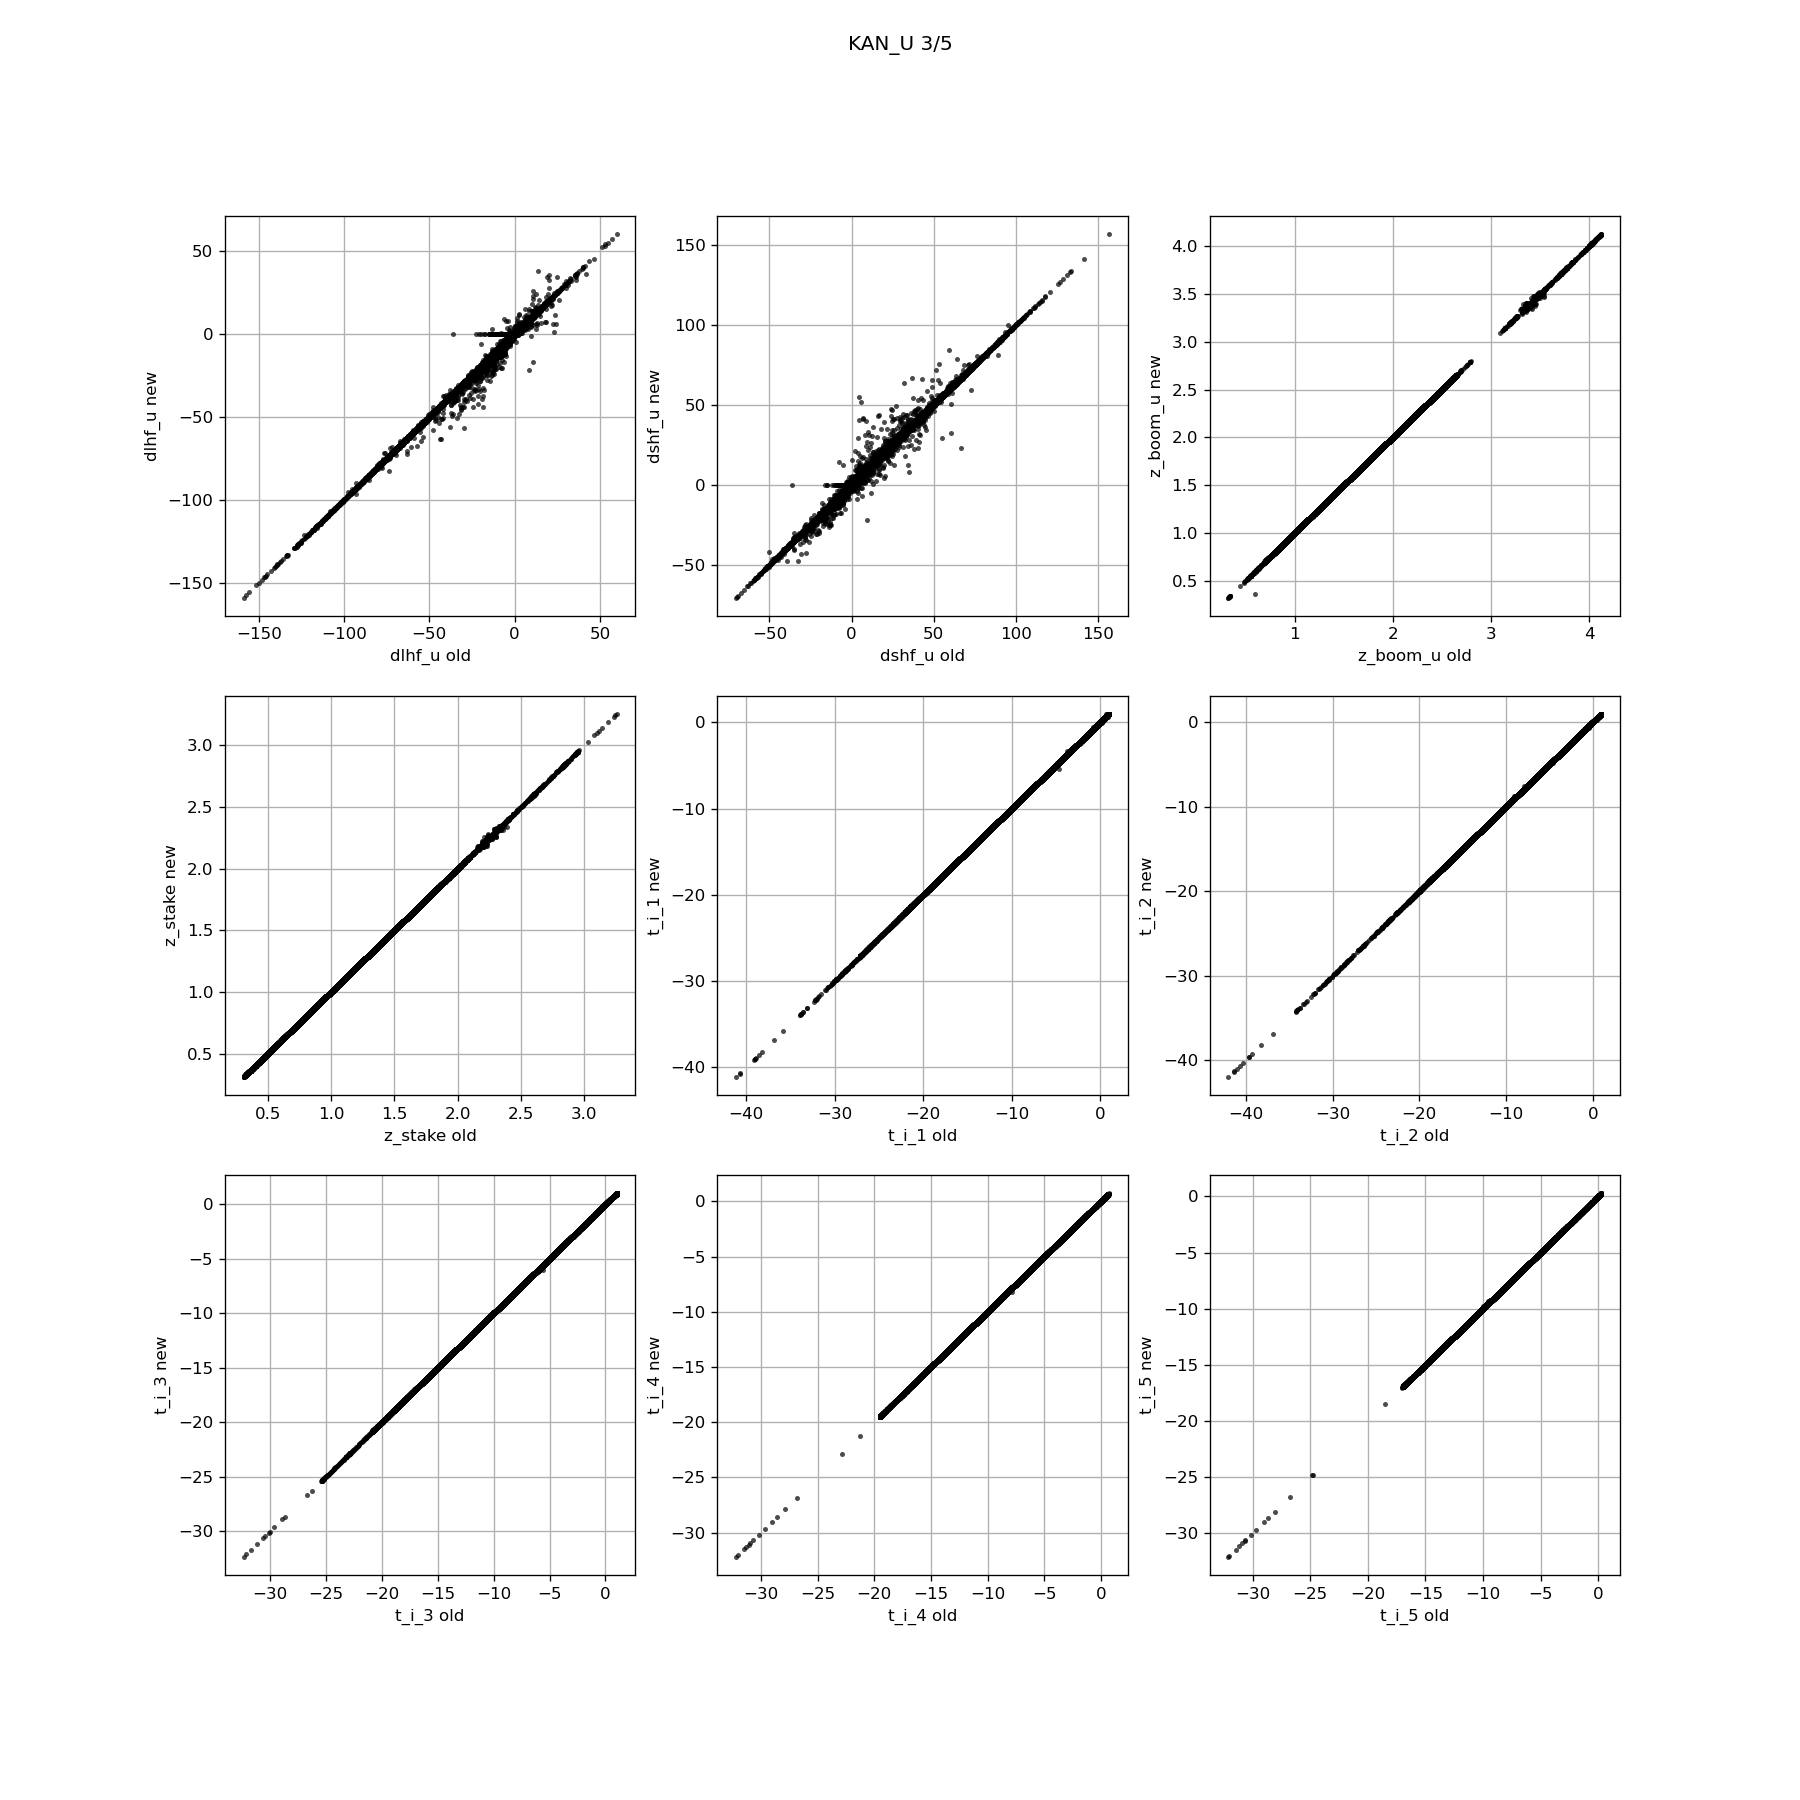 KAN_U 3/5
50
0
−50
−100
−150
dlhf_u new
−150 −100 −50 0 50
dlhf_u old
150
100
50
0
−50
dshf_u new
−50 0 50 100 150
dshf_u old
4.0
3.5
3.0
2.5
2.0
1.5
1.0
0.5
z_boom_u new
1 2 3 4
z_boom_u old
3.0
2.5
2.0
1.5
1.0
0.5
z_stake new
0.5 1.0 1.5 2.0 2.5 3.0
z_stake old
0
−10
−20
−30
−40
t_i_1 new
−40 −30 −20 −10 0
t_i_1 old
0
−10
−20
−30
−40
t_i_2 new
−40 −30 −20 −10 0
t_i_2 old
0
−5
−10
−15
−20
−25
−30
t_i_3 new
−30 −25 −20 −15 −10 −5 0
t_i_3 old
0
−5
−10
−15
−20
−25
−30
t_i_4 new
−30 −25 −20 −15 −10 −5 0
t_i_4 old
0
−5
−10
−15
−20
−25
−30
t_i_5 new
−30 −25 −20 −15 −10 −5 0
t_i_5 old